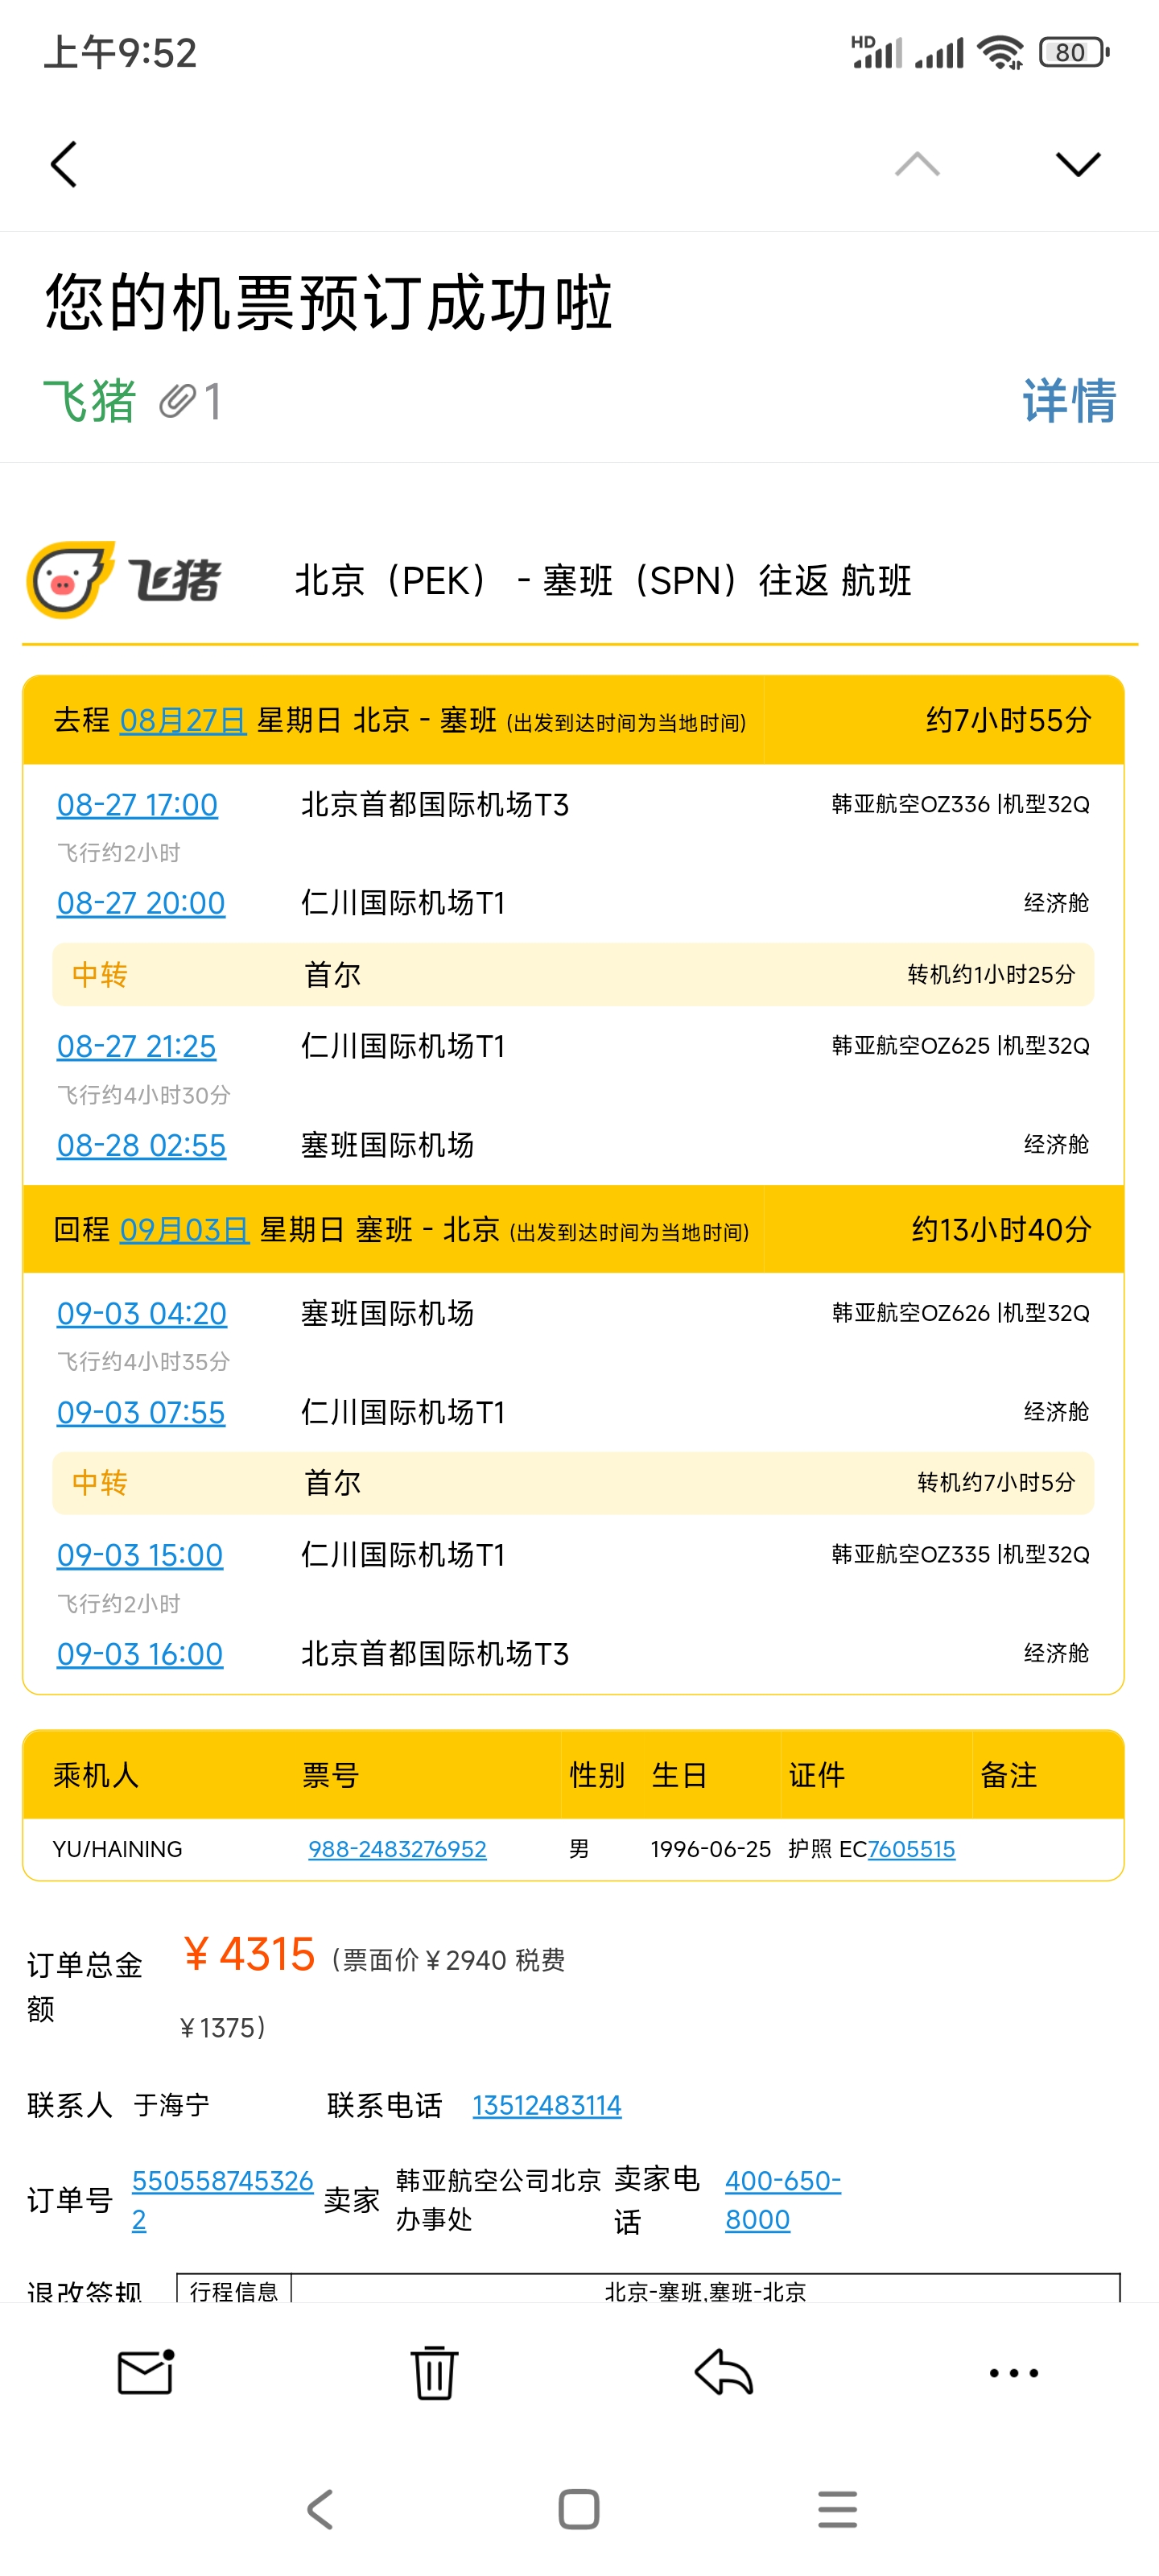 上午9:52
HD
80
您的机票预订成功啦
飞猪 1 详情
飞猪 北京（PEK） - 塞班（SPN）往返 航班
去程 08月27日 星期日 北京 - 塞班 (出发到达时间为当地时间) 约7小时55分
08-27 17:00 北京首都国际机场T3 韩亚航空OZ336 |机型32Q
飞行约2小时
08-27 20:00 仁川国际机场T1 经济舱
中转 首尔 转机约1小时25分
08-27 21:25 仁川国际机场T1 韩亚航空OZ625 |机型32Q
飞行约4小时30分
08-28 02:55 塞班国际机场 经济舱
回程 09月03日 星期日 塞班 - 北京 (出发到达时间为当地时间) 约13小时40分
09-03 04:20 塞班国际机场 韩亚航空OZ626 |机型32Q
飞行约4小时35分
09-03 07:55 仁川国际机场T1 经济舱
中转 首尔 转机约7小时5分
09-03 15:00 仁川国际机场T1 韩亚航空OZ335 |机型32Q
飞行约2小时
09-03 16:00 北京首都国际机场T3 经济舱
乘机人 票号 性别 生日 证件 备注
YU/HAINING 988-2483276952 男 1996-06-25 护照 EC7605515
订单总金额 ￥4315（票面价￥2940 税费
￥1375）
联系人 于海宁 联系电话 13512483114
订单号 5505587453262 卖家 韩亚航空公司北京办事处 卖家电话 400-650-8000
退改签规 行程信息 北京-塞班,塞班-北京